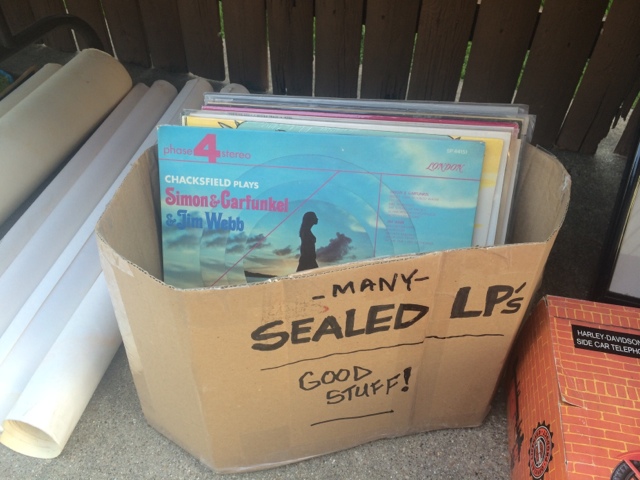 phase 4 stereo
LONDON
CHACKSFIELD PLAYS
Simon & Garfunkel
& Jim Webb
- MANY -
SEALED LP's
GOOD
STUFF!
HARLEY-DAVIDSON
SIDE CAR TELEPHO